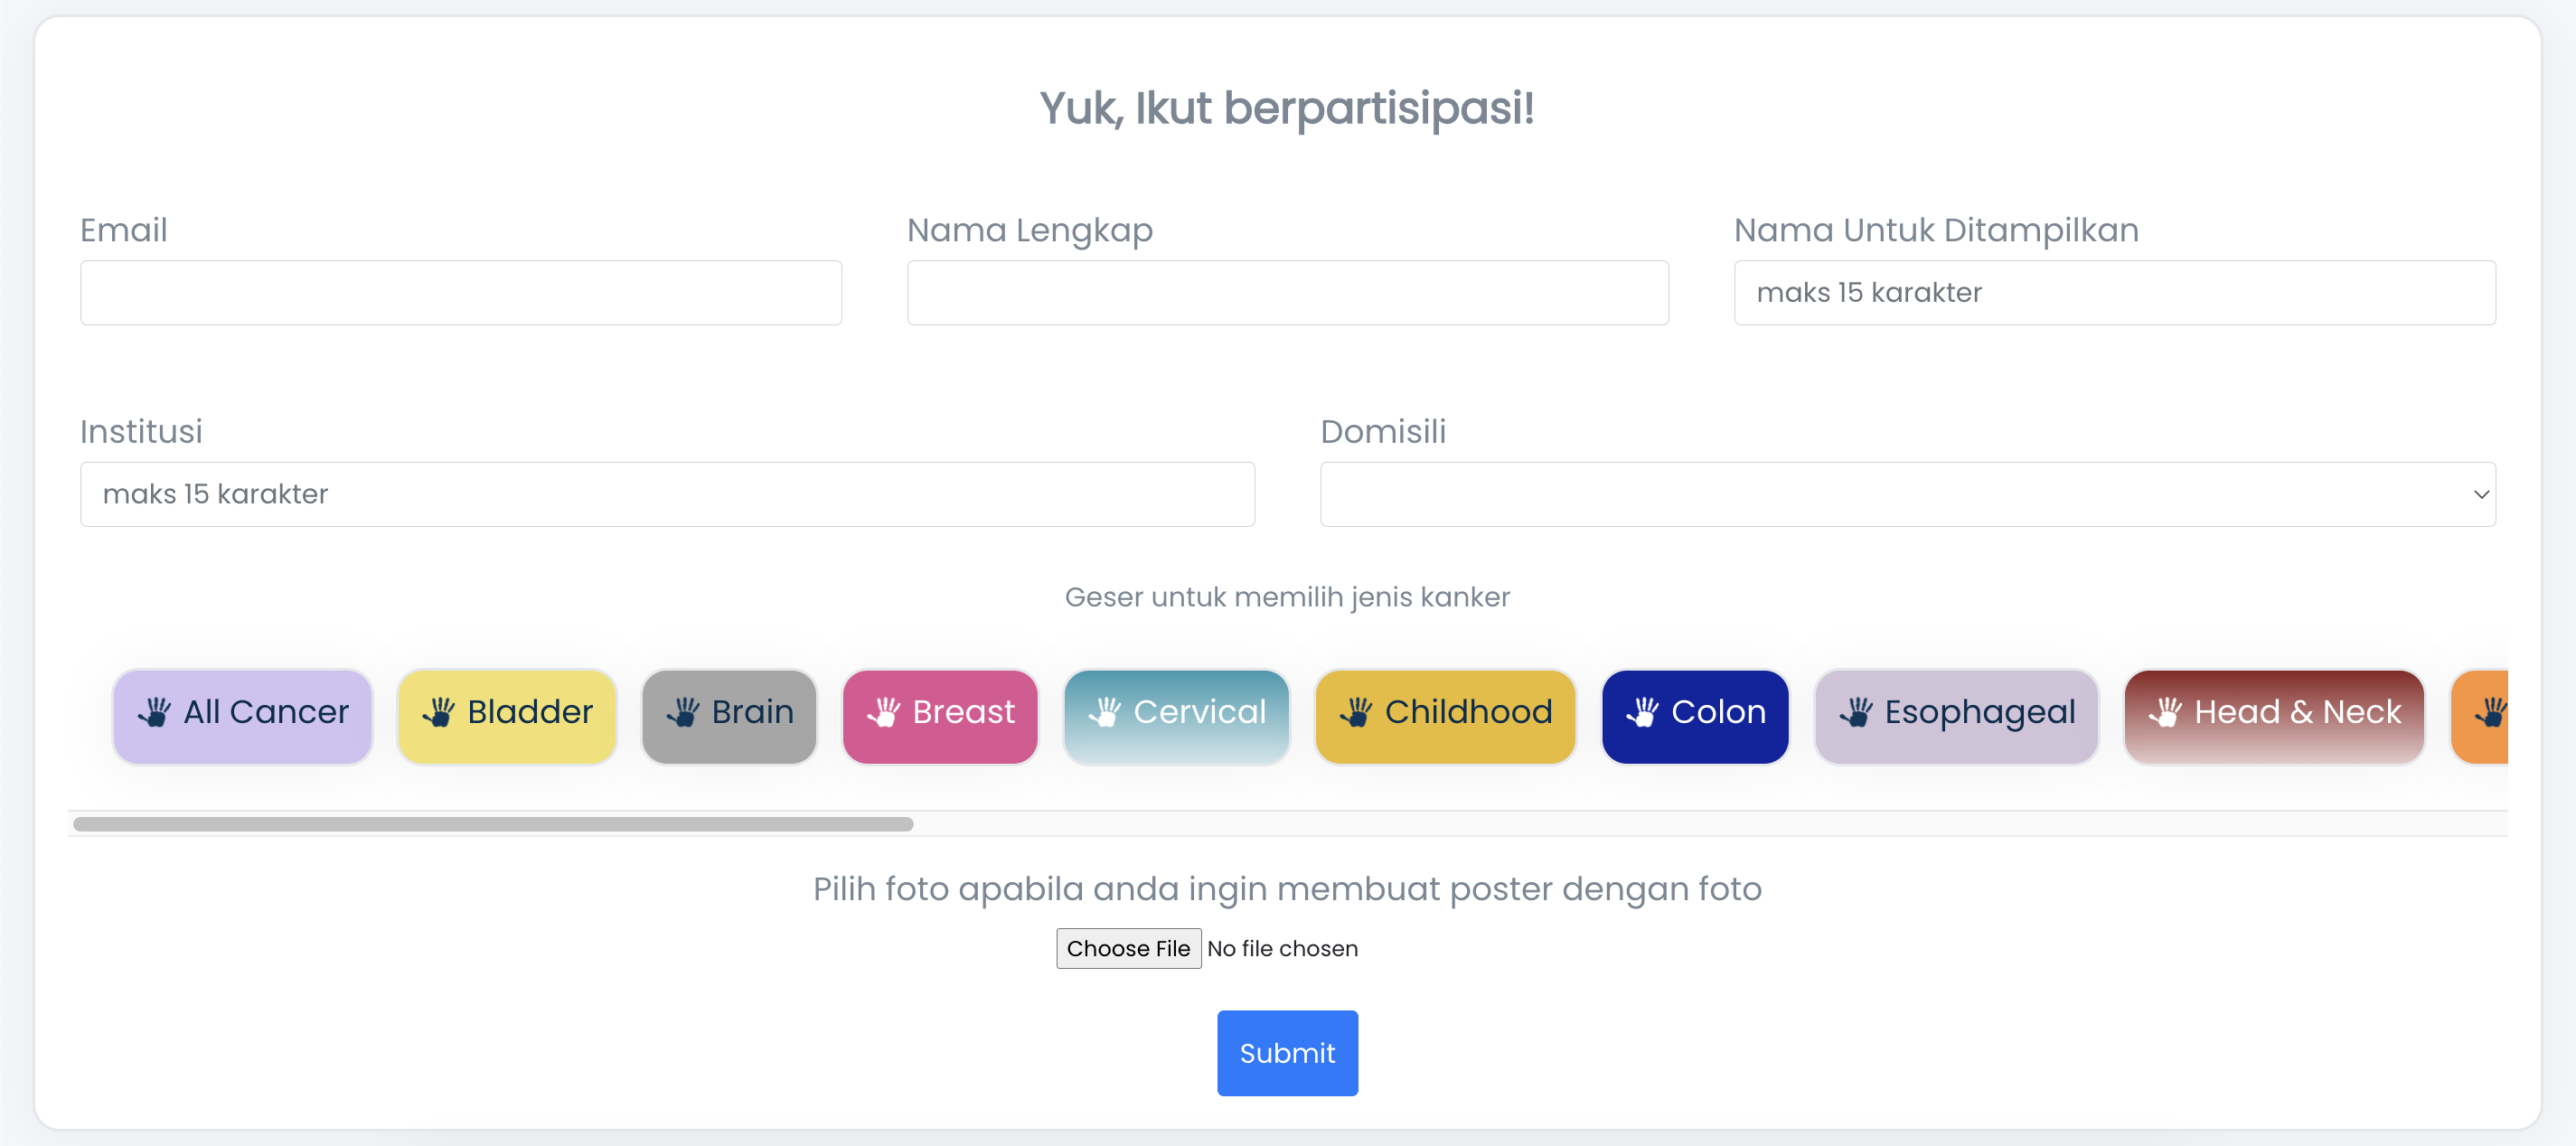 Yuk, Ikut berpartisipasi!
Email
Nama Lengkap
Nama Untuk Ditampilkan
maks 15 karakter
Institusi
Domisili
maks 15 karakter
Geser untuk memilih jenis kanker
All Cancer
Bladder
Brain
Breast
Cervical
Childhood
Colon
Esophageal
Head & Neck
Pilih foto apabila anda ingin membuat poster dengan foto
Choose File No file chosen
Submit